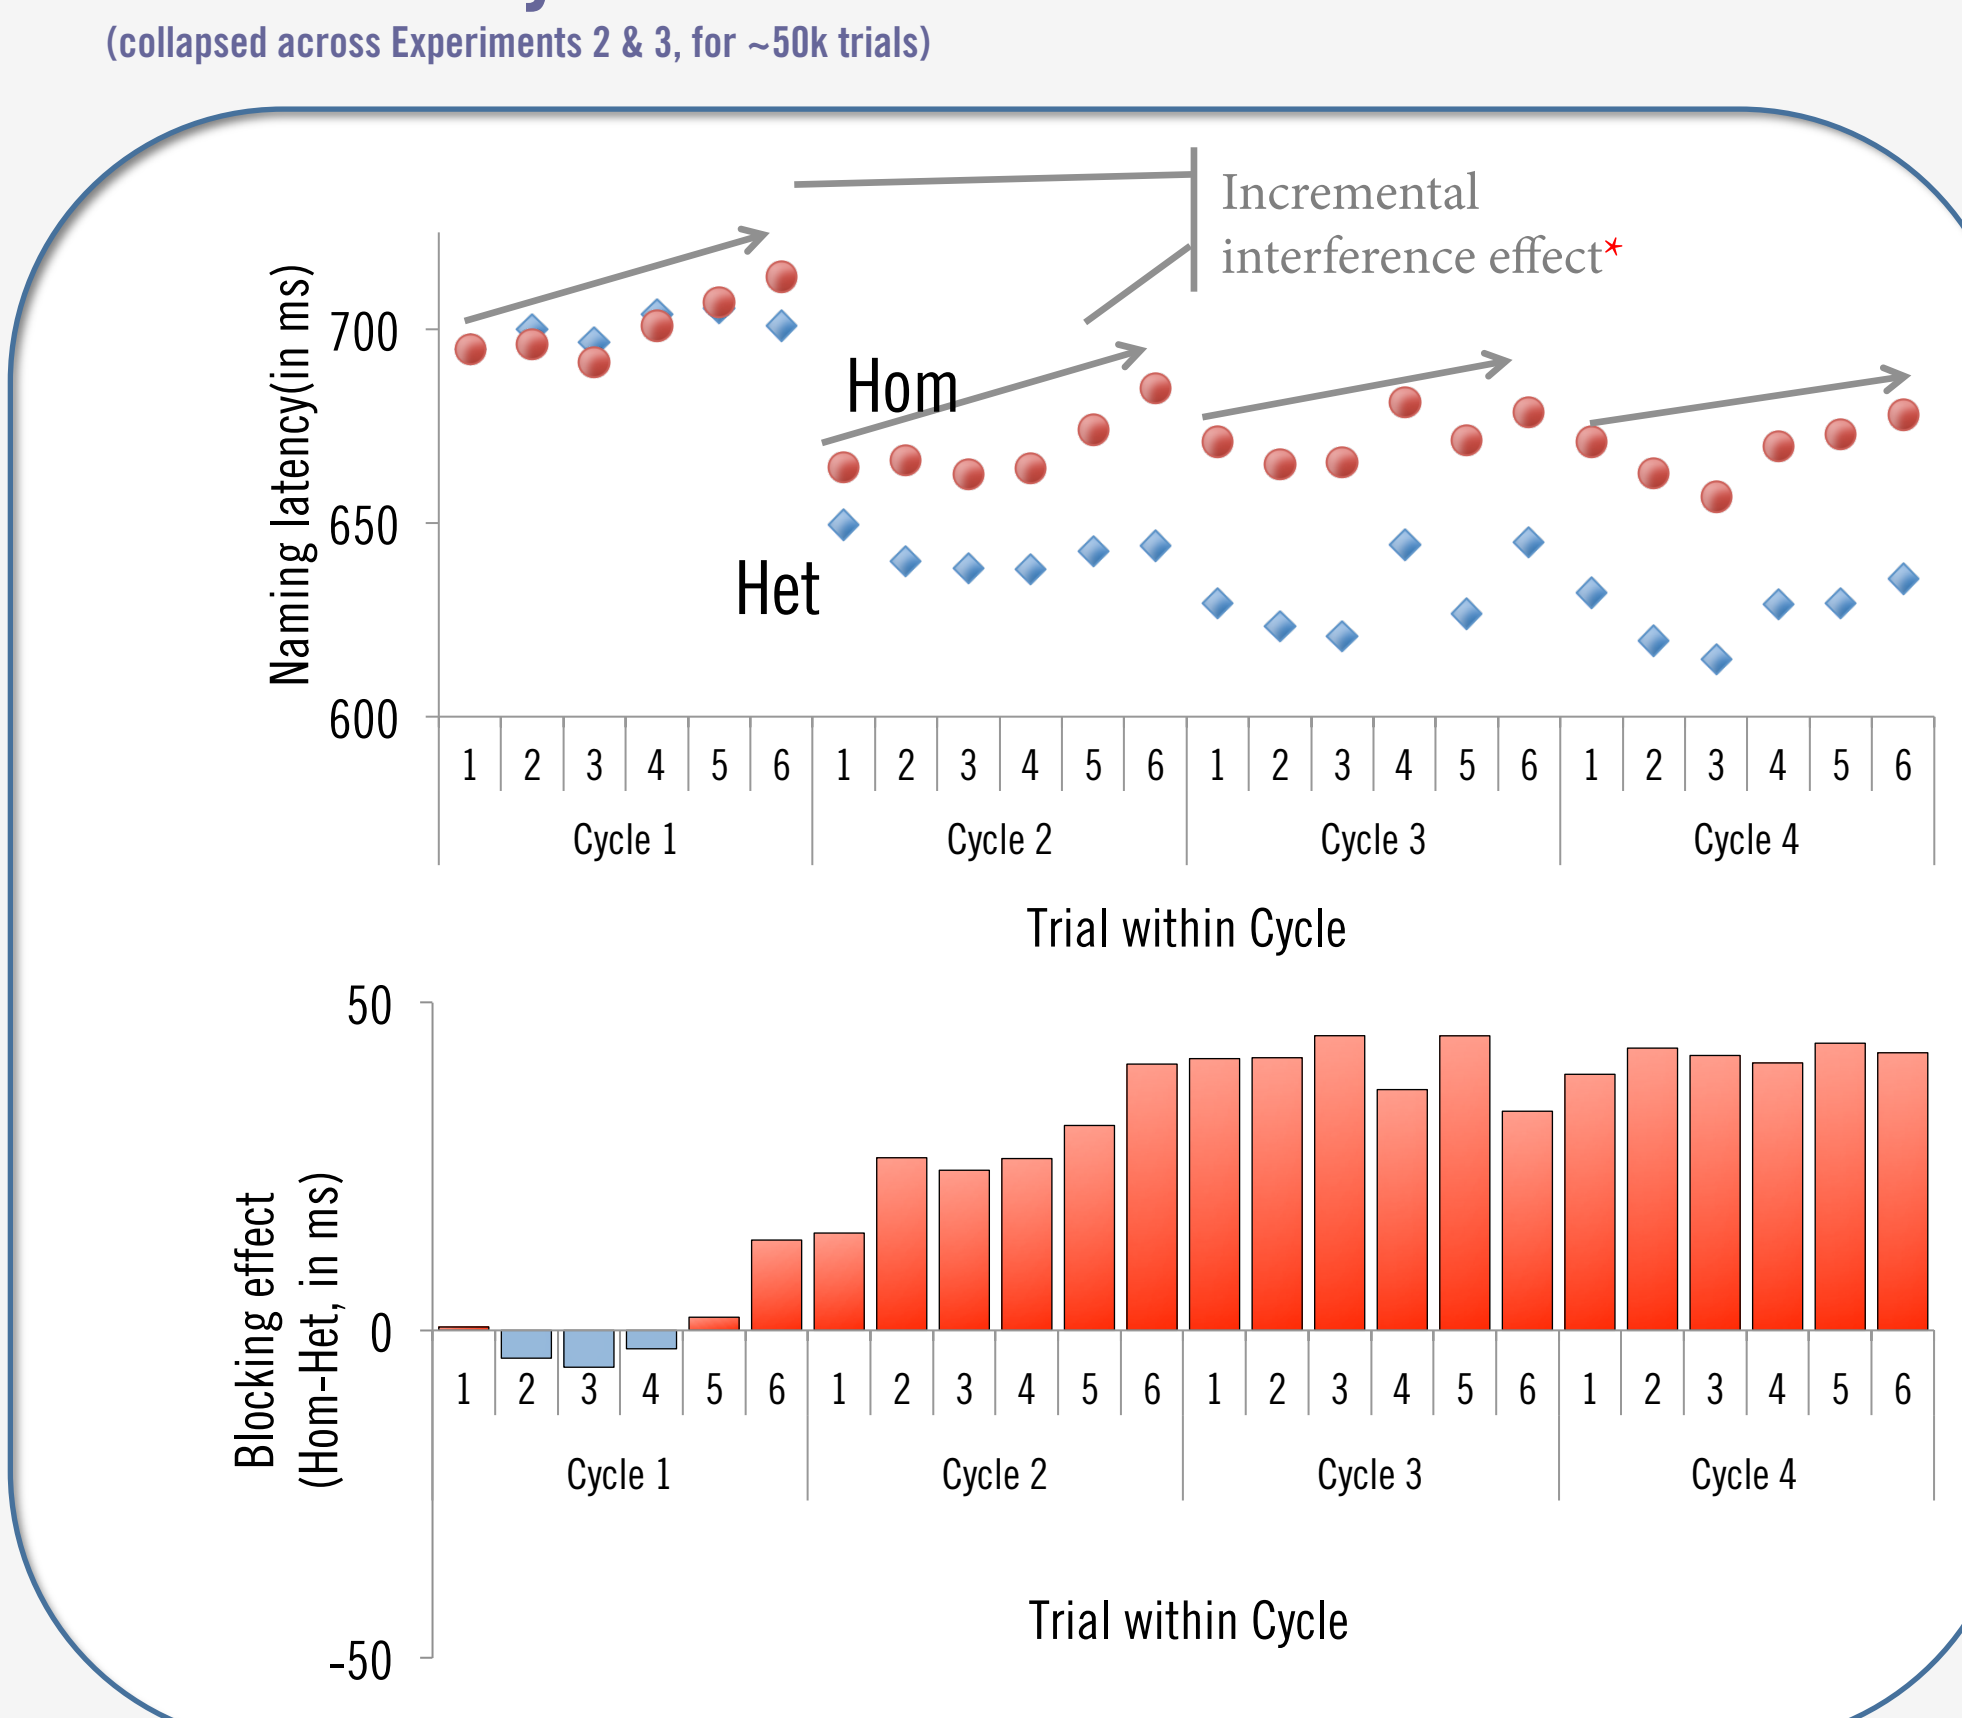 (collapsed across Experiments 2 & 3, for ~50k trials)
Incremental
interference effect*
Naming latency(in ms)
700
650
600
Hom
Het
1 2 3 4 5 6 1 2 3 4 5 6 1 2 3 4 5 6 1 2 3 4 5 6
Cycle 1 Cycle 2 Cycle 3 Cycle 4
Trial within Cycle
Blocking effect
(Hom-Het, in ms)
50
0
-50
1 2 3 4 5 6 1 2 3 4 5 6 1 2 3 4 5 6 1 2 3 4 5 6
Cycle 1 Cycle 2 Cycle 3 Cycle 4
Trial within Cycle